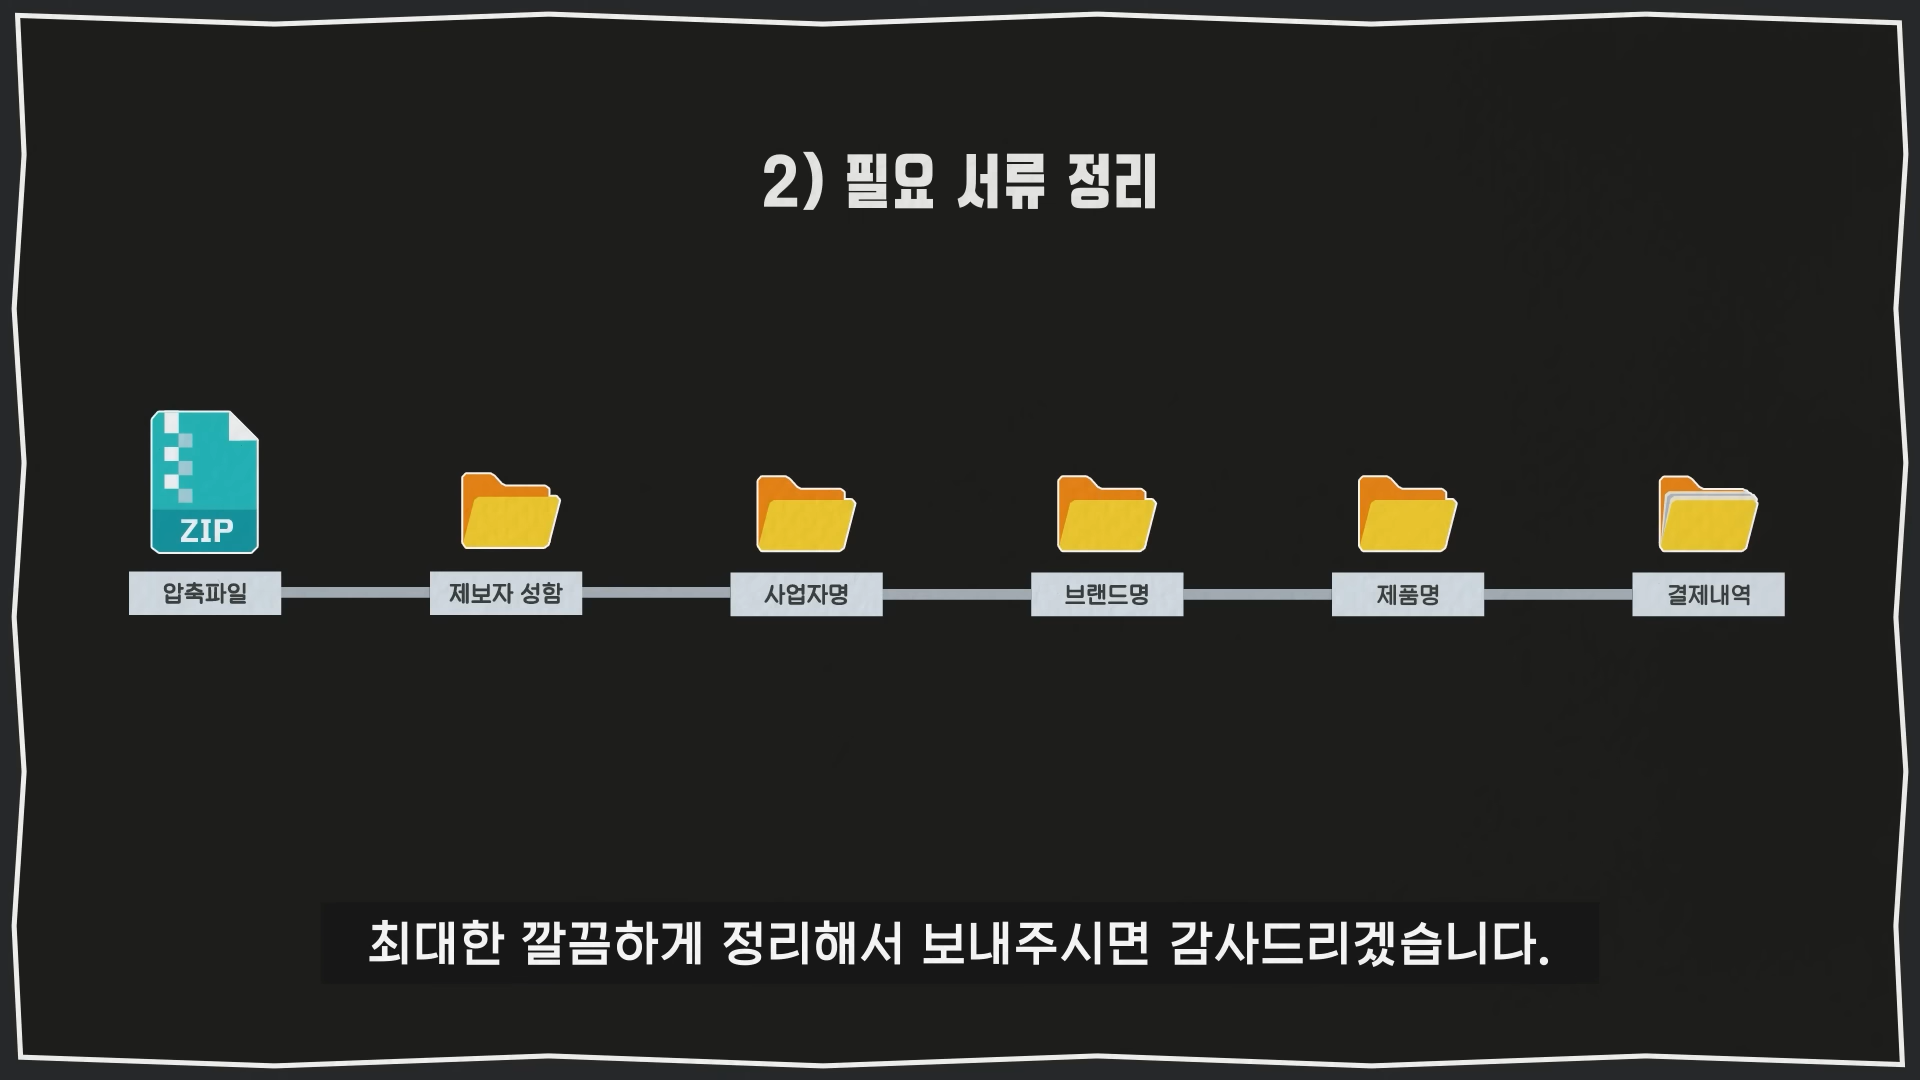 2) 필요 서류 정리
ZIP
압축파일
제보자 성함
사업자명
브랜드명
제품명
결제내역
최대한 깔끔하게 정리해서 보내주시면 감사드리겠습니다.